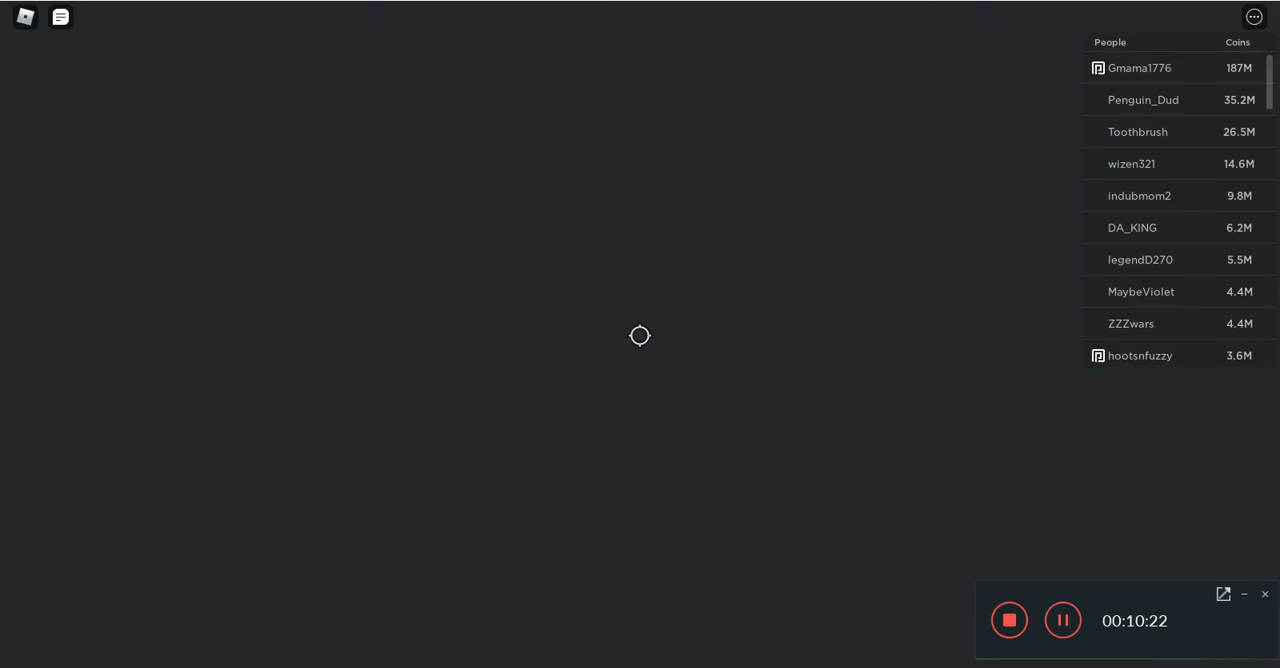 People Coins
Gmama1776 187M
Penguin_Dud 35.2M
Toothbrush 26.5M
wizen321 14.6M
indubmom2 9.8M
DA_KING 6.2M
legendD270 5.5M
MaybeViolet 4.4M
ZZZwars 4.4M
hootsnfuzzy 3.6M
00:10:22